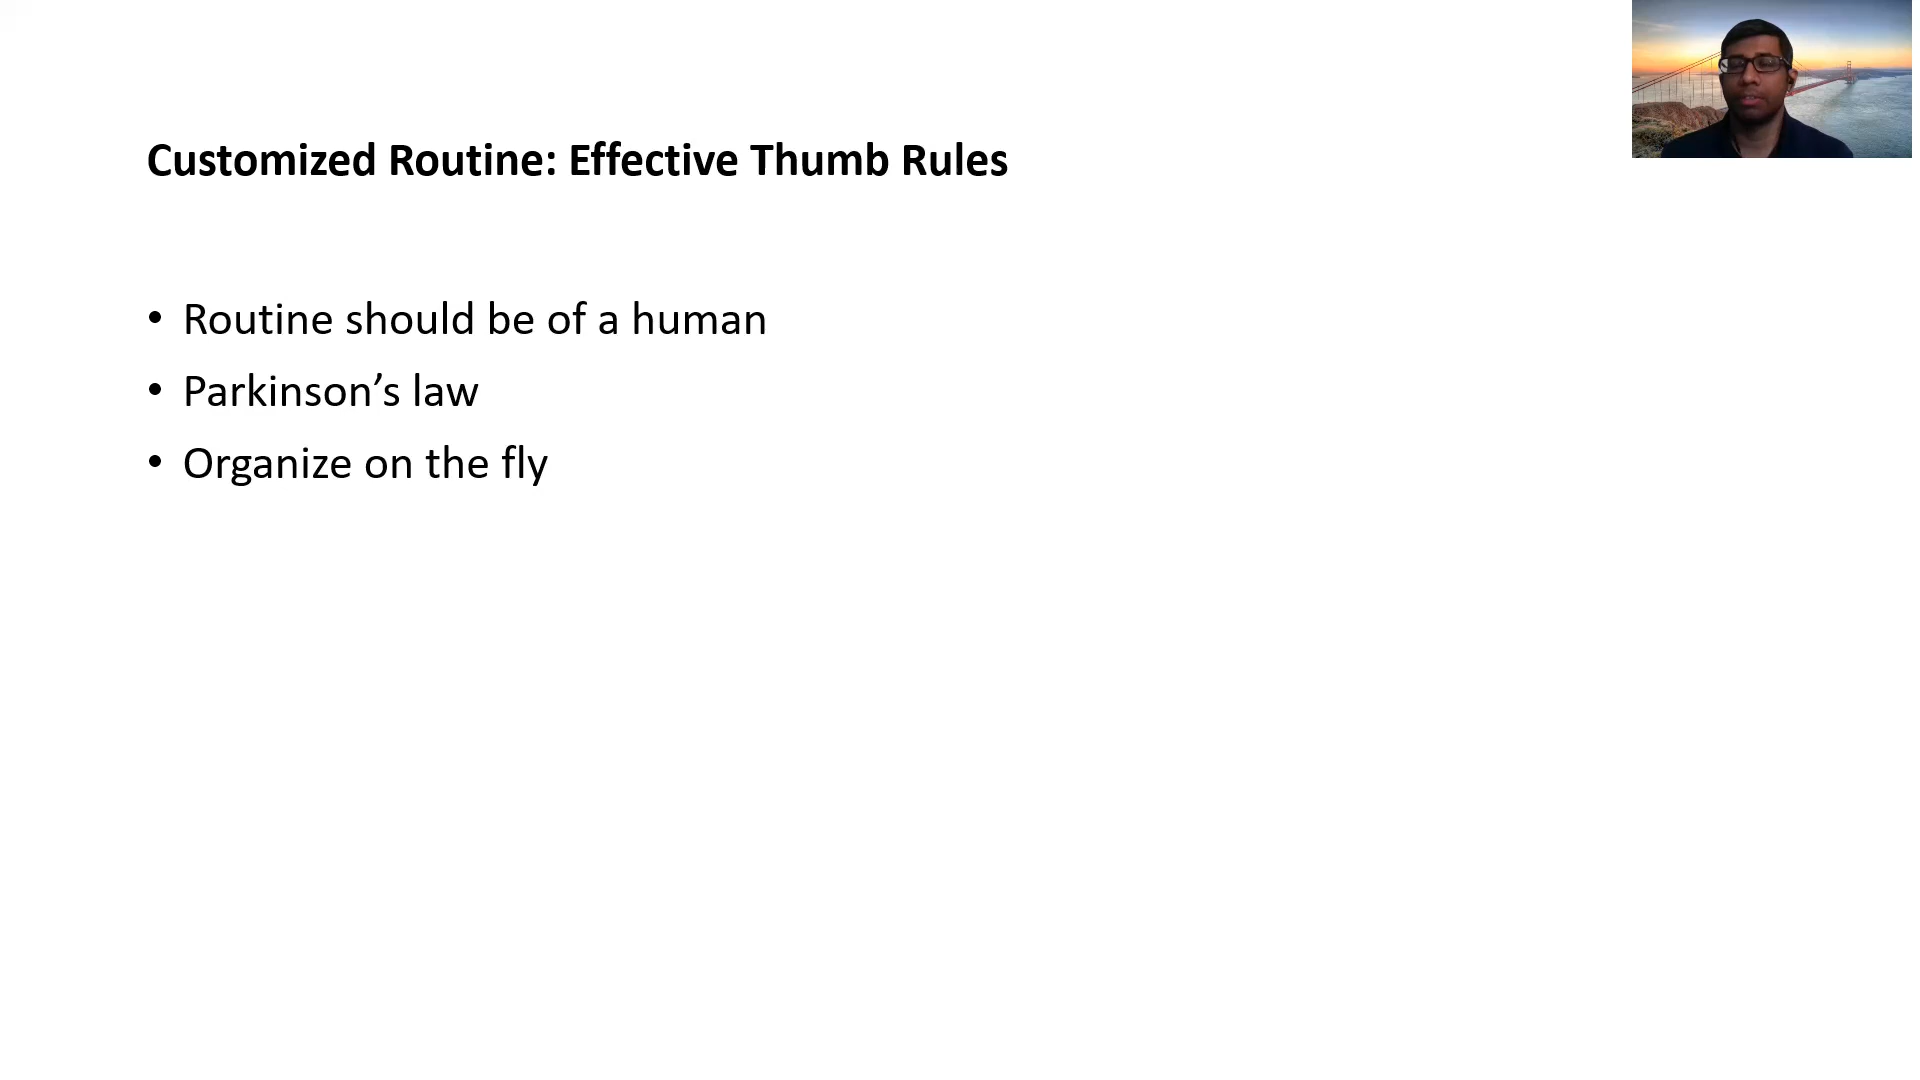 Customized Routine: Effective Thumb Rules
• Routine should be of a human
• Parkinson’s law
• Organize on the fly